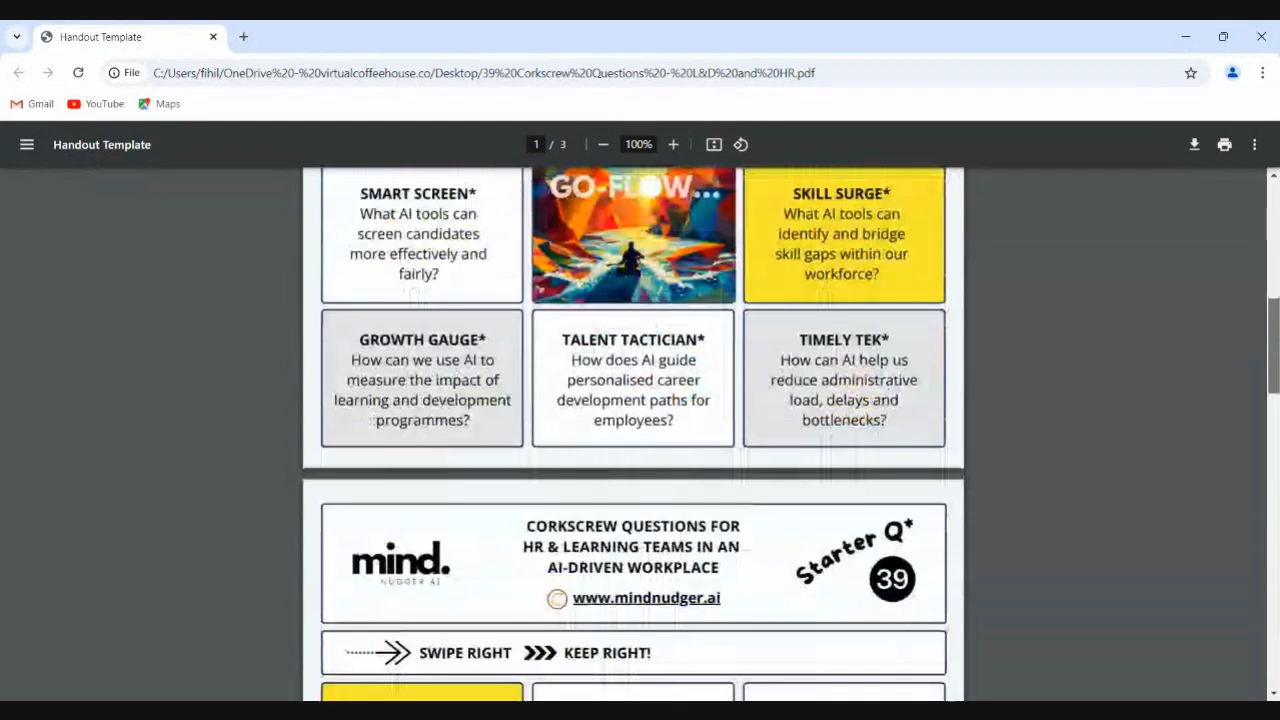 Handout Template
File
C:/Users/fihil/OneDrive%20-%20virtualcoffeehouse.co/Desktop/39%20Corkscrew%20Questions%20-%20L&D%20and%20HR.pdf
Gmail
YouTube
Maps
Handout Template
1 / 3
100%
SMART SCREEN*
What AI tools can
screen candidates
more effectively and
fairly?
GO-FLOW...
SKILL SURGE*
What AI tools can
identify and bridge
skill gaps within our
workforce?
GROWTH GAUGE*
How can we use AI to
measure the impact of
learning and development
programmes?
TALENT TACTICIAN*
How does AI guide
personalised career
development paths for
employees?
TIMELY TEK*
How can AI help us
reduce administrative
load, delays and
bottlenecks?
mind.
NUDGER AI
CORKSCREW QUESTIONS FOR
HR & LEARNING TEAMS IN AN
AI-DRIVEN WORKPLACE
www.mindnudger.ai
Starter Q*
39
SWIPE RIGHT
KEEP RIGHT!